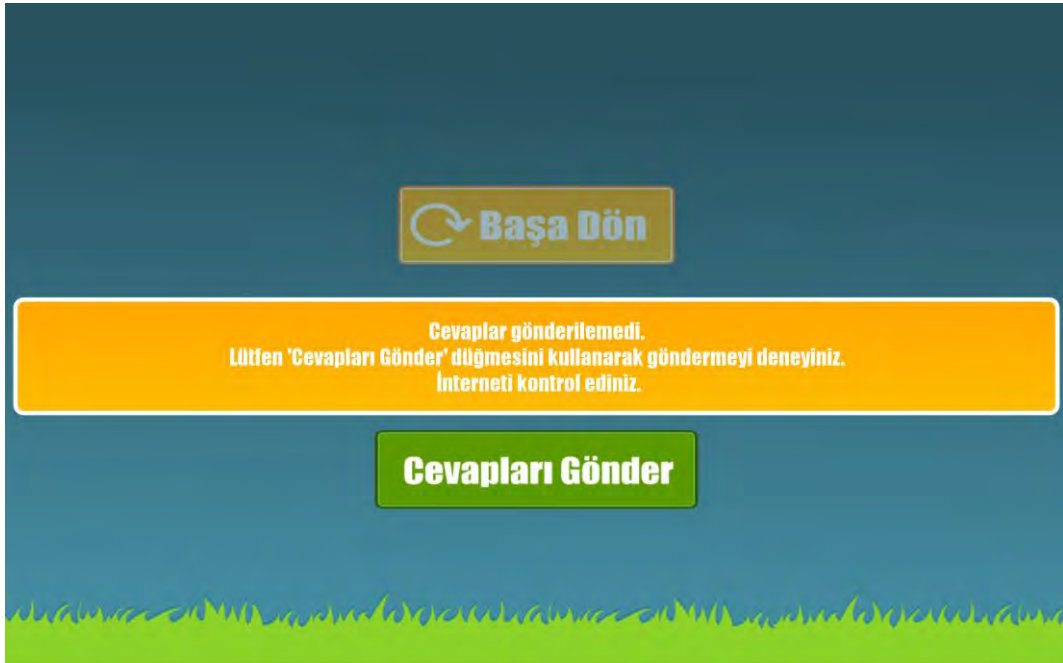 Başa Dön
Cevaplar gönderilemedi.
Lütfen 'Cevapları Gönder' düğmesini kullanarak göndermeyi deneyiniz.
İnterneti kontrol ediniz.
Cevapları Gönder